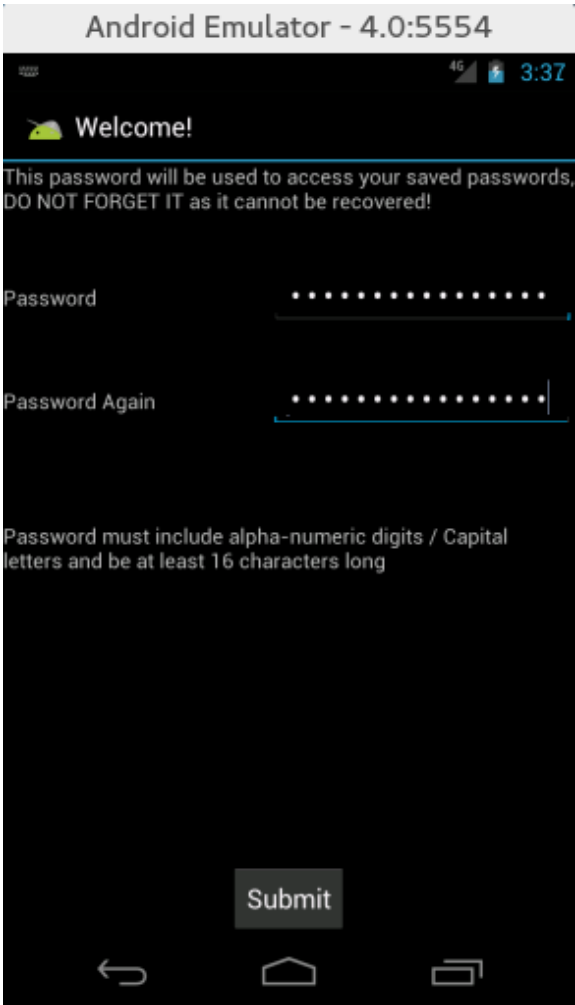 Android Emulator - 4.0:5554
4G 3:37
Welcome!
This password will be used to access your saved passwords,
DO NOT FORGET IT as it cannot be recovered!
Password ••••••••••••••••
Password Again ••••••••••••••••
Password must include alpha-numeric digits / Capital
letters and be at least 16 characters long
Submit